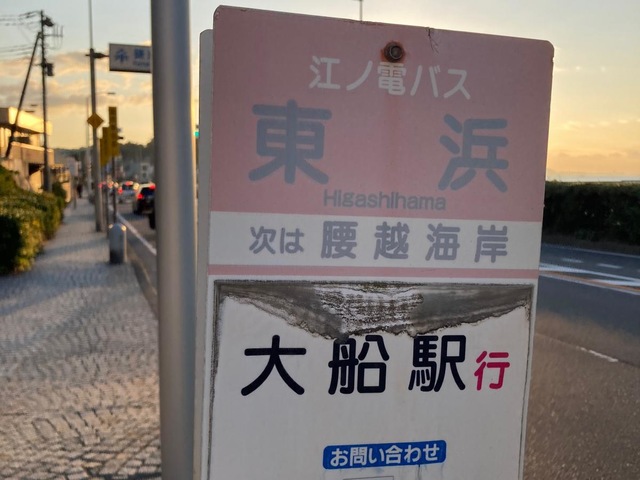 江ノ電バス
東浜
Higashihama
次は 腰越海岸
大船駅行
お問い合わせ